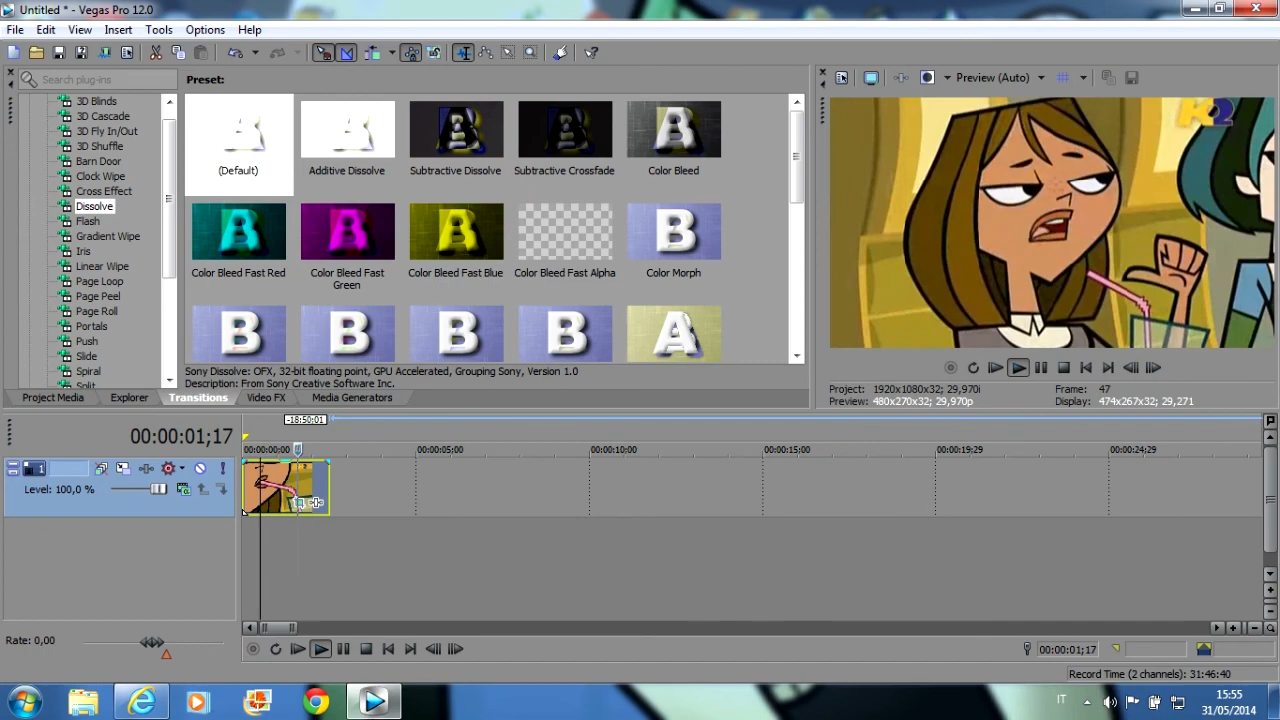 Untitled * - Vegas Pro 12.0
File Edit View Insert Tools Options Help
Search plug-ins
Preset:
Preview (Auto)
3D Blinds
3D Cascade
3D Fly In/Out
3D Shuffle
Barn Door
Clock Wipe
Cross Effect
Dissolve
Flash
Gradient Wipe
Iris
Linear Wipe
Page Loop
Page Peel
Page Roll
Portals
Push
Slide
Spiral
Split
(Default)
Additive Dissolve
Subtractive Dissolve
Subtractive Crossfade
Color Bleed
Color Bleed Fast Red
Color Bleed Fast Green
Color Bleed Fast Blue
Color Bleed Fast Alpha
Color Morph
Sony Dissolve: OFX, 32-bit floating point, GPU Accelerated, Grouping Sony, Version 1.0
Description: From Sony Creative Software Inc.
Project Media Explorer Transitions Video FX Media Generators
K2
Project: 1920x1080x32; 29,970i
Frame: 47
Preview: 480x270x32; 29,970p
Display: 474x267x32; 29,271
-18:50:01
00:00:01;17
00:00:00;00 00:00:05;00 00:00:10;00 00:00:15;00 00:00:19;29 00:00:24;29
1
Level: 100,0 %
Rate: 0,00
00:00:01;17
Record Time (2 channels): 31:46:40
IT
15:55
31/05/2014